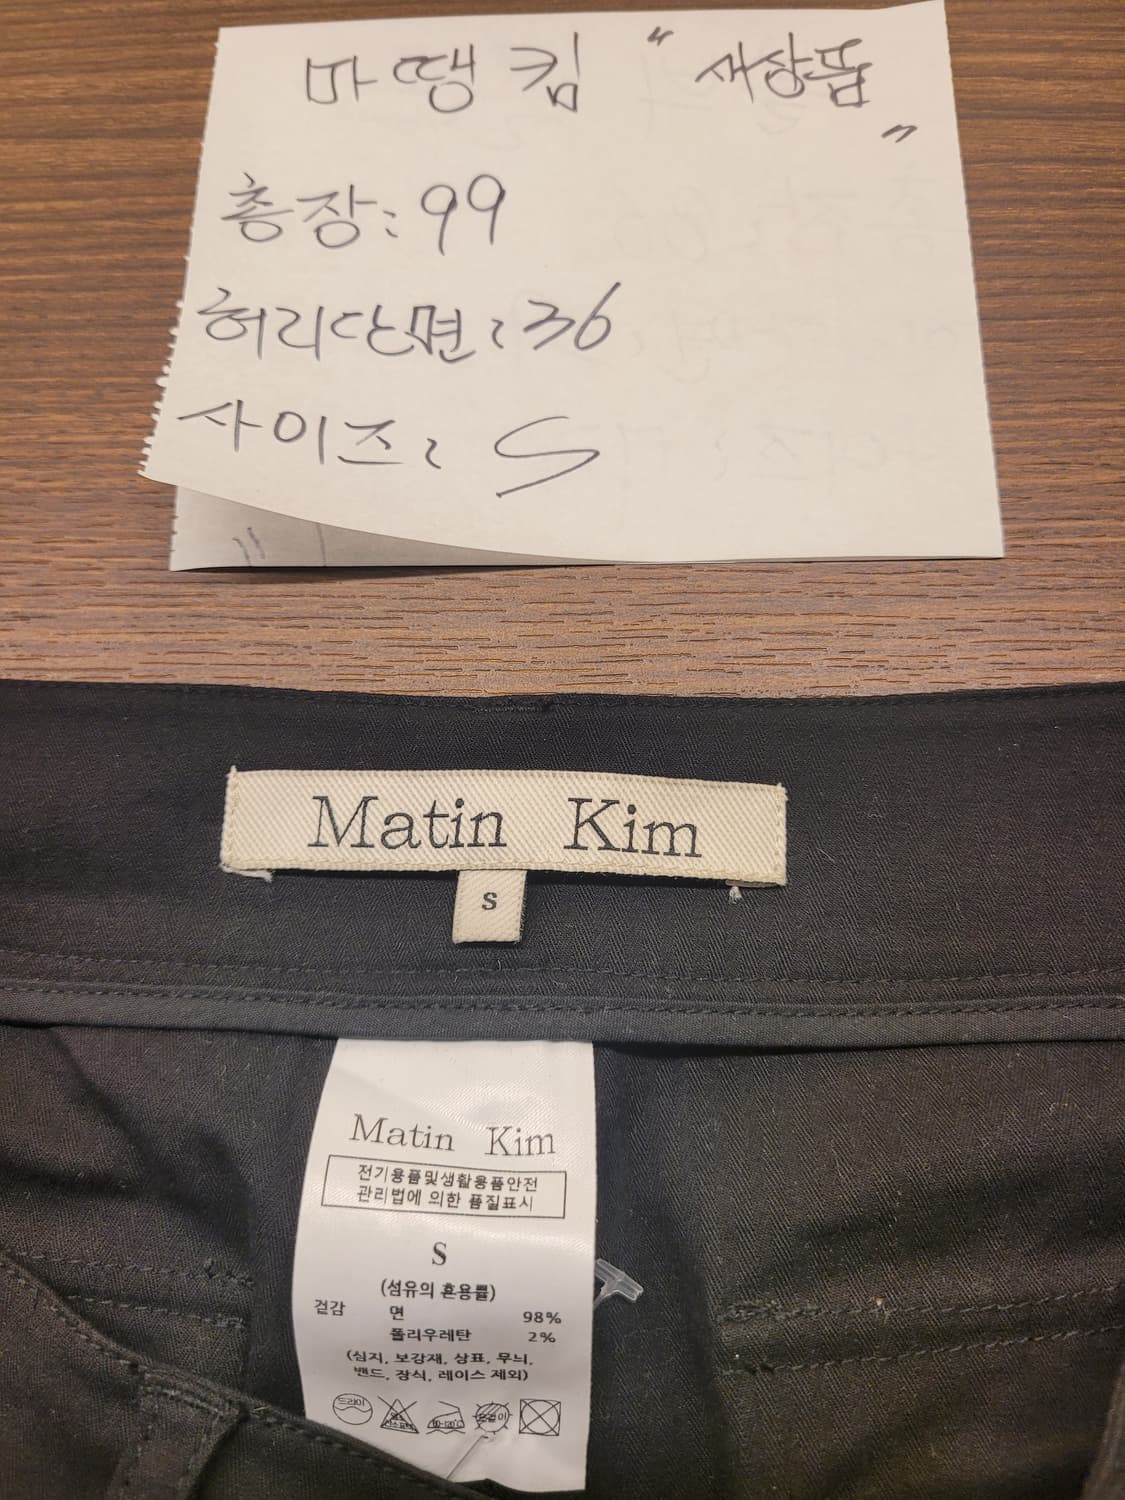 마땡킴 "새상품"
총장: 99
허리단면: 36
사이즈: S
Matin Kim
s
Matin Kim
전기용품및생활용품안전
관리법에 의한 품질표시
S
(섬유의 혼용률)
겉감 면 98%
폴리우레탄 2%
(심지, 보강재, 상표, 무늬,
밴드, 장식, 레이스 제외)
드라이